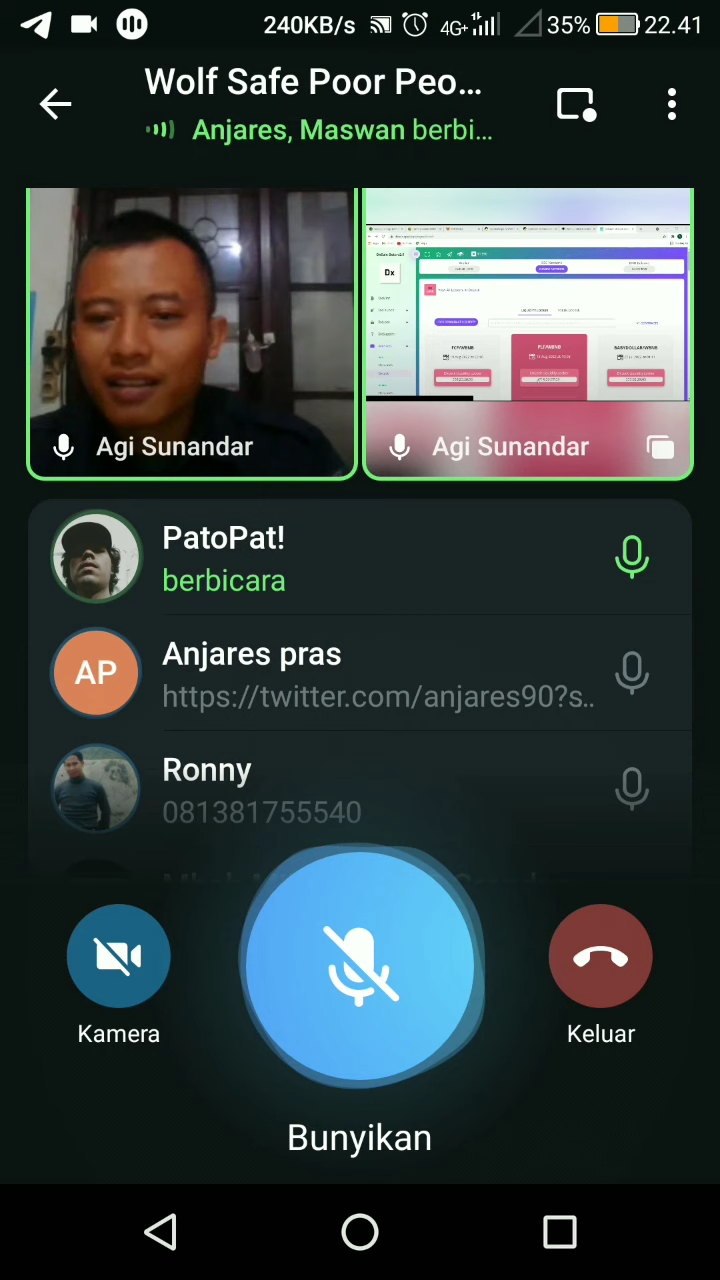 240KB/s 4G+ 35% 22.41
Wolf Safe Poor Peo...
Anjares, Maswan berbi...
Dx
Agi Sunandar
Agi Sunandar
PatoPat!
berbicara
AP
Anjares pras
https://twitter.com/anjares90?s..
Ronny
081381755540
Kamera
Keluar
Bunyikan